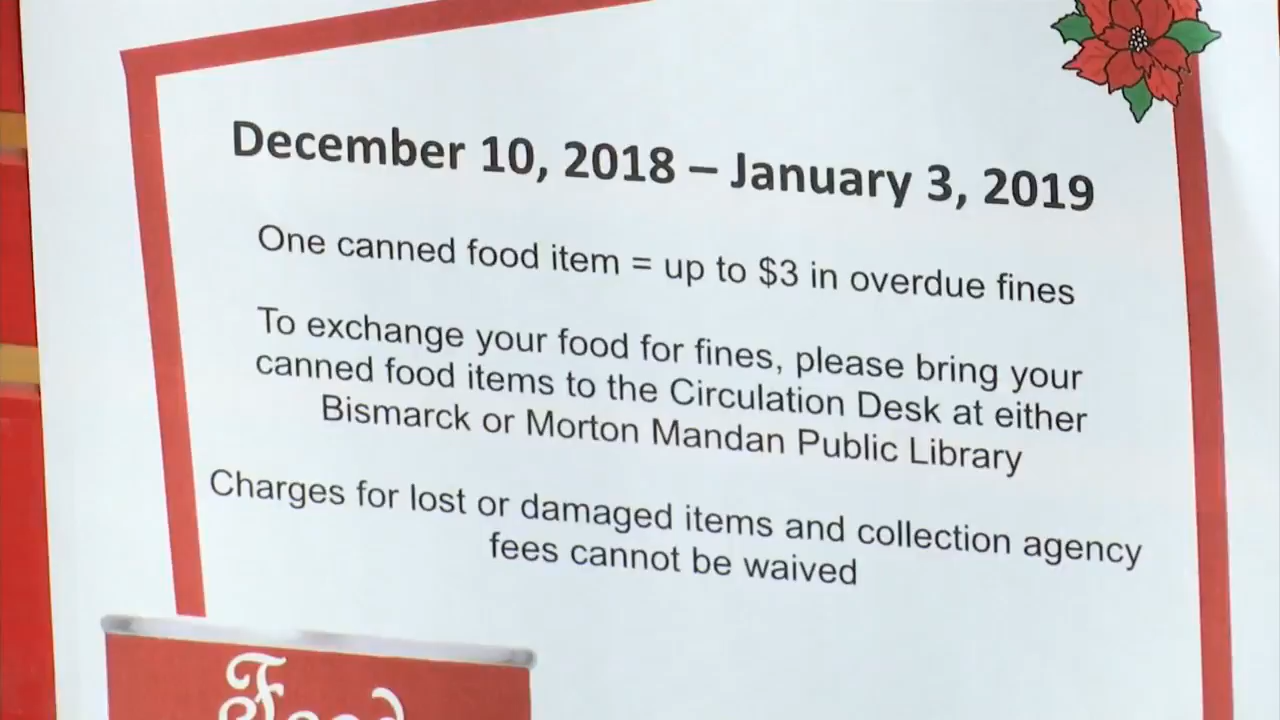 December 10, 2018 – January 3, 2019
One canned food item = up to $3 in overdue fines
To exchange your food for fines, please bring your
canned food items to the Circulation Desk at either
Bismarck or Morton Mandan Public Library
Charges for lost or damaged items and collection agency
fees cannot be waived
Food